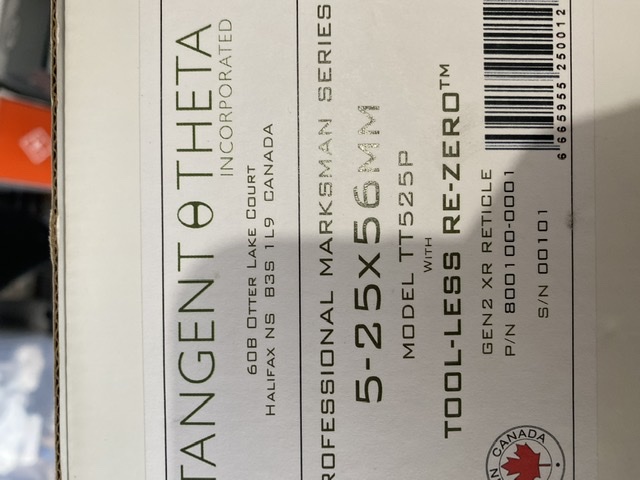 TANGENT THETA
INCORPORATED
60B OTTER LAKE COURT
HALIFAX NS B3S 1L9 CANADA
ROFESSIONAL MARKSMAN SERIES
5-25X56MM
MODEL TT525P
WITH
TOOL-LESS RE-ZERO™
GEN2 XR RETICLE
P/N 800100-0001
S/N 00101
6 665955 250012
CANADA